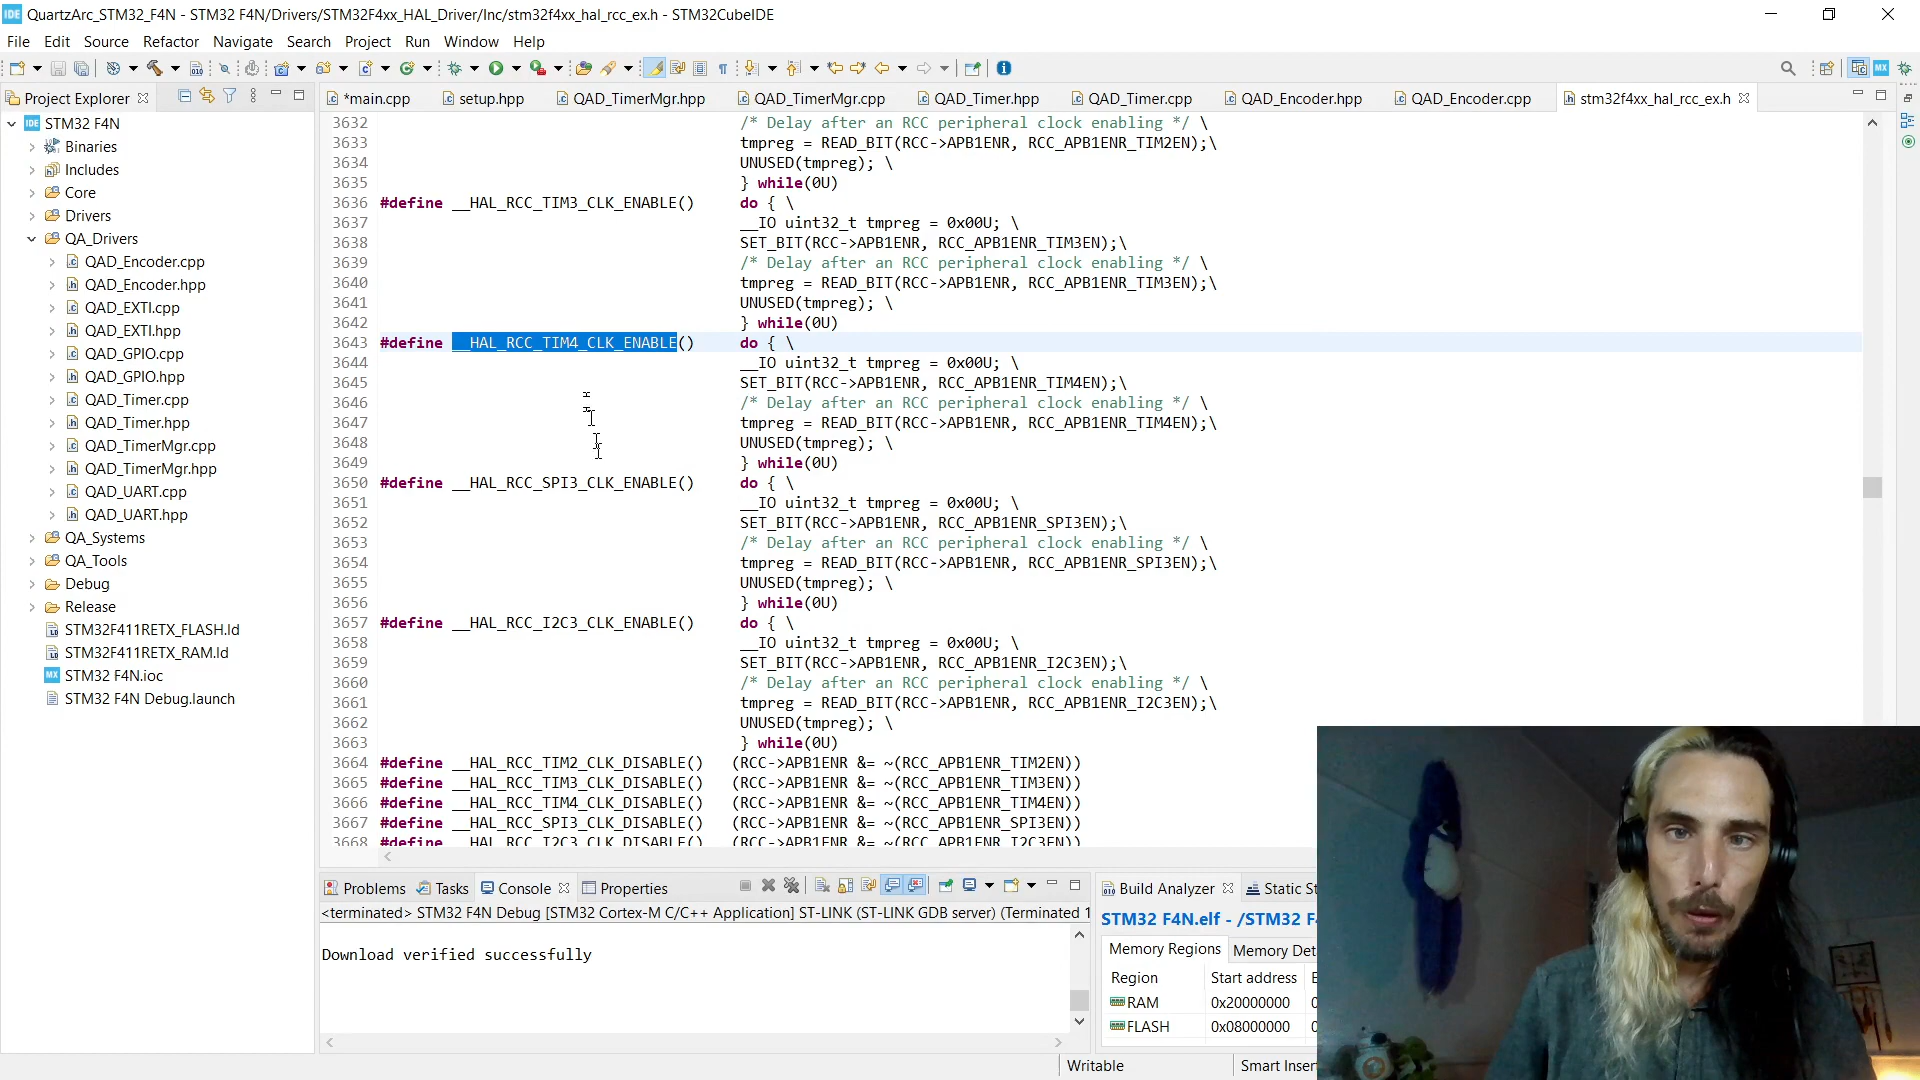 QuartzArc_STM32_F4N - STM32 F4N/Drivers/STM32F4xx_HAL_Driver/Inc/stm32f4xx_hal_rcc_ex.h - STM32CubeIDE
File Edit Source Refactor Navigate Search Project Run Window Help
Project Explorer
*main.cpp setup.hpp QAD_TimerMgr.hpp QAD_TimerMgr.cpp QAD_Timer.hpp QAD_Timer.cpp QAD_Encoder.hpp QAD_Encoder.cpp stm32f4xx_hal_rcc_ex.h
IDE STM32 F4N
Binaries
Includes
Core
Drivers
QA_Drivers
QAD_Encoder.cpp
QAD_Encoder.hpp
QAD_EXTI.cpp
QAD_EXTI.hpp
QAD_GPIO.cpp
QAD_GPIO.hpp
QAD_Timer.cpp
QAD_Timer.hpp
QAD_TimerMgr.cpp
QAD_TimerMgr.hpp
QAD_UART.cpp
QAD_UART.hpp
QA_Systems
QA_Tools
Debug
Release
STM32F411RETX_FLASH.ld
STM32F411RETX_RAM.ld
MX STM32 F4N.ioc
STM32 F4N Debug.launch
3632 /* Delay after an RCC peripheral clock enabling */ \
3633 tmpreg = READ_BIT(RCC->APB1ENR, RCC_APB1ENR_TIM2EN);\
3634 UNUSED(tmpreg); \
3635 } while(0U)
3636 #define __HAL_RCC_TIM3_CLK_ENABLE() do { \
3637 __IO uint32_t tmpreg = 0x00U; \
3638 SET_BIT(RCC->APB1ENR, RCC_APB1ENR_TIM3EN);\
3639 /* Delay after an RCC peripheral clock enabling */ \
3640 tmpreg = READ_BIT(RCC->APB1ENR, RCC_APB1ENR_TIM3EN);\
3641 UNUSED(tmpreg); \
3642 } while(0U)
3643 #define __HAL_RCC_TIM4_CLK_ENABLE() do { \
3644 __IO uint32_t tmpreg = 0x00U; \
3645 SET_BIT(RCC->APB1ENR, RCC_APB1ENR_TIM4EN);\
3646 /* Delay after an RCC peripheral clock enabling */ \
3647 tmpreg = READ_BIT(RCC->APB1ENR, RCC_APB1ENR_TIM4EN);\
3648 UNUSED(tmpreg); \
3649 } while(0U)
3650 #define __HAL_RCC_SPI3_CLK_ENABLE() do { \
3651 __IO uint32_t tmpreg = 0x00U; \
3652 SET_BIT(RCC->APB1ENR, RCC_APB1ENR_SPI3EN);\
3653 /* Delay after an RCC peripheral clock enabling */ \
3654 tmpreg = READ_BIT(RCC->APB1ENR, RCC_APB1ENR_SPI3EN);\
3655 UNUSED(tmpreg); \
3656 } while(0U)
3657 #define __HAL_RCC_I2C3_CLK_ENABLE() do { \
3658 __IO uint32_t tmpreg = 0x00U; \
3659 SET_BIT(RCC->APB1ENR, RCC_APB1ENR_I2C3EN);\
3660 /* Delay after an RCC peripheral clock enabling */ \
3661 tmpreg = READ_BIT(RCC->APB1ENR, RCC_APB1ENR_I2C3EN);\
3662 UNUSED(tmpreg); \
3663 } while(0U)
3664 #define __HAL_RCC_TIM2_CLK_DISABLE() (RCC->APB1ENR &= ~(RCC_APB1ENR_TIM2EN))
3665 #define __HAL_RCC_TIM3_CLK_DISABLE() (RCC->APB1ENR &= ~(RCC_APB1ENR_TIM3EN))
3666 #define __HAL_RCC_TIM4_CLK_DISABLE() (RCC->APB1ENR &= ~(RCC_APB1ENR_TIM4EN))
3667 #define __HAL_RCC_SPI3_CLK_DISABLE() (RCC->APB1ENR &= ~(RCC_APB1ENR_SPI3EN))
3668 #define __HAL_RCC_I2C3_CLK_DISABLE() (RCC->APB1ENR &= ~(RCC_APB1ENR_I2C3EN))
Problems Tasks Console Properties
<terminated> STM32 F4N Debug [STM32 Cortex-M C/C++ Application] ST-LINK (ST-LINK GDB server) (Terminated 1
Download verified successfully
Build Analyzer Static St
STM32 F4N.elf - /STM32 F4
Memory Regions Memory Det
Region Start address E
RAM 0x20000000 0
FLASH 0x08000000 0
Writable Smart Inser